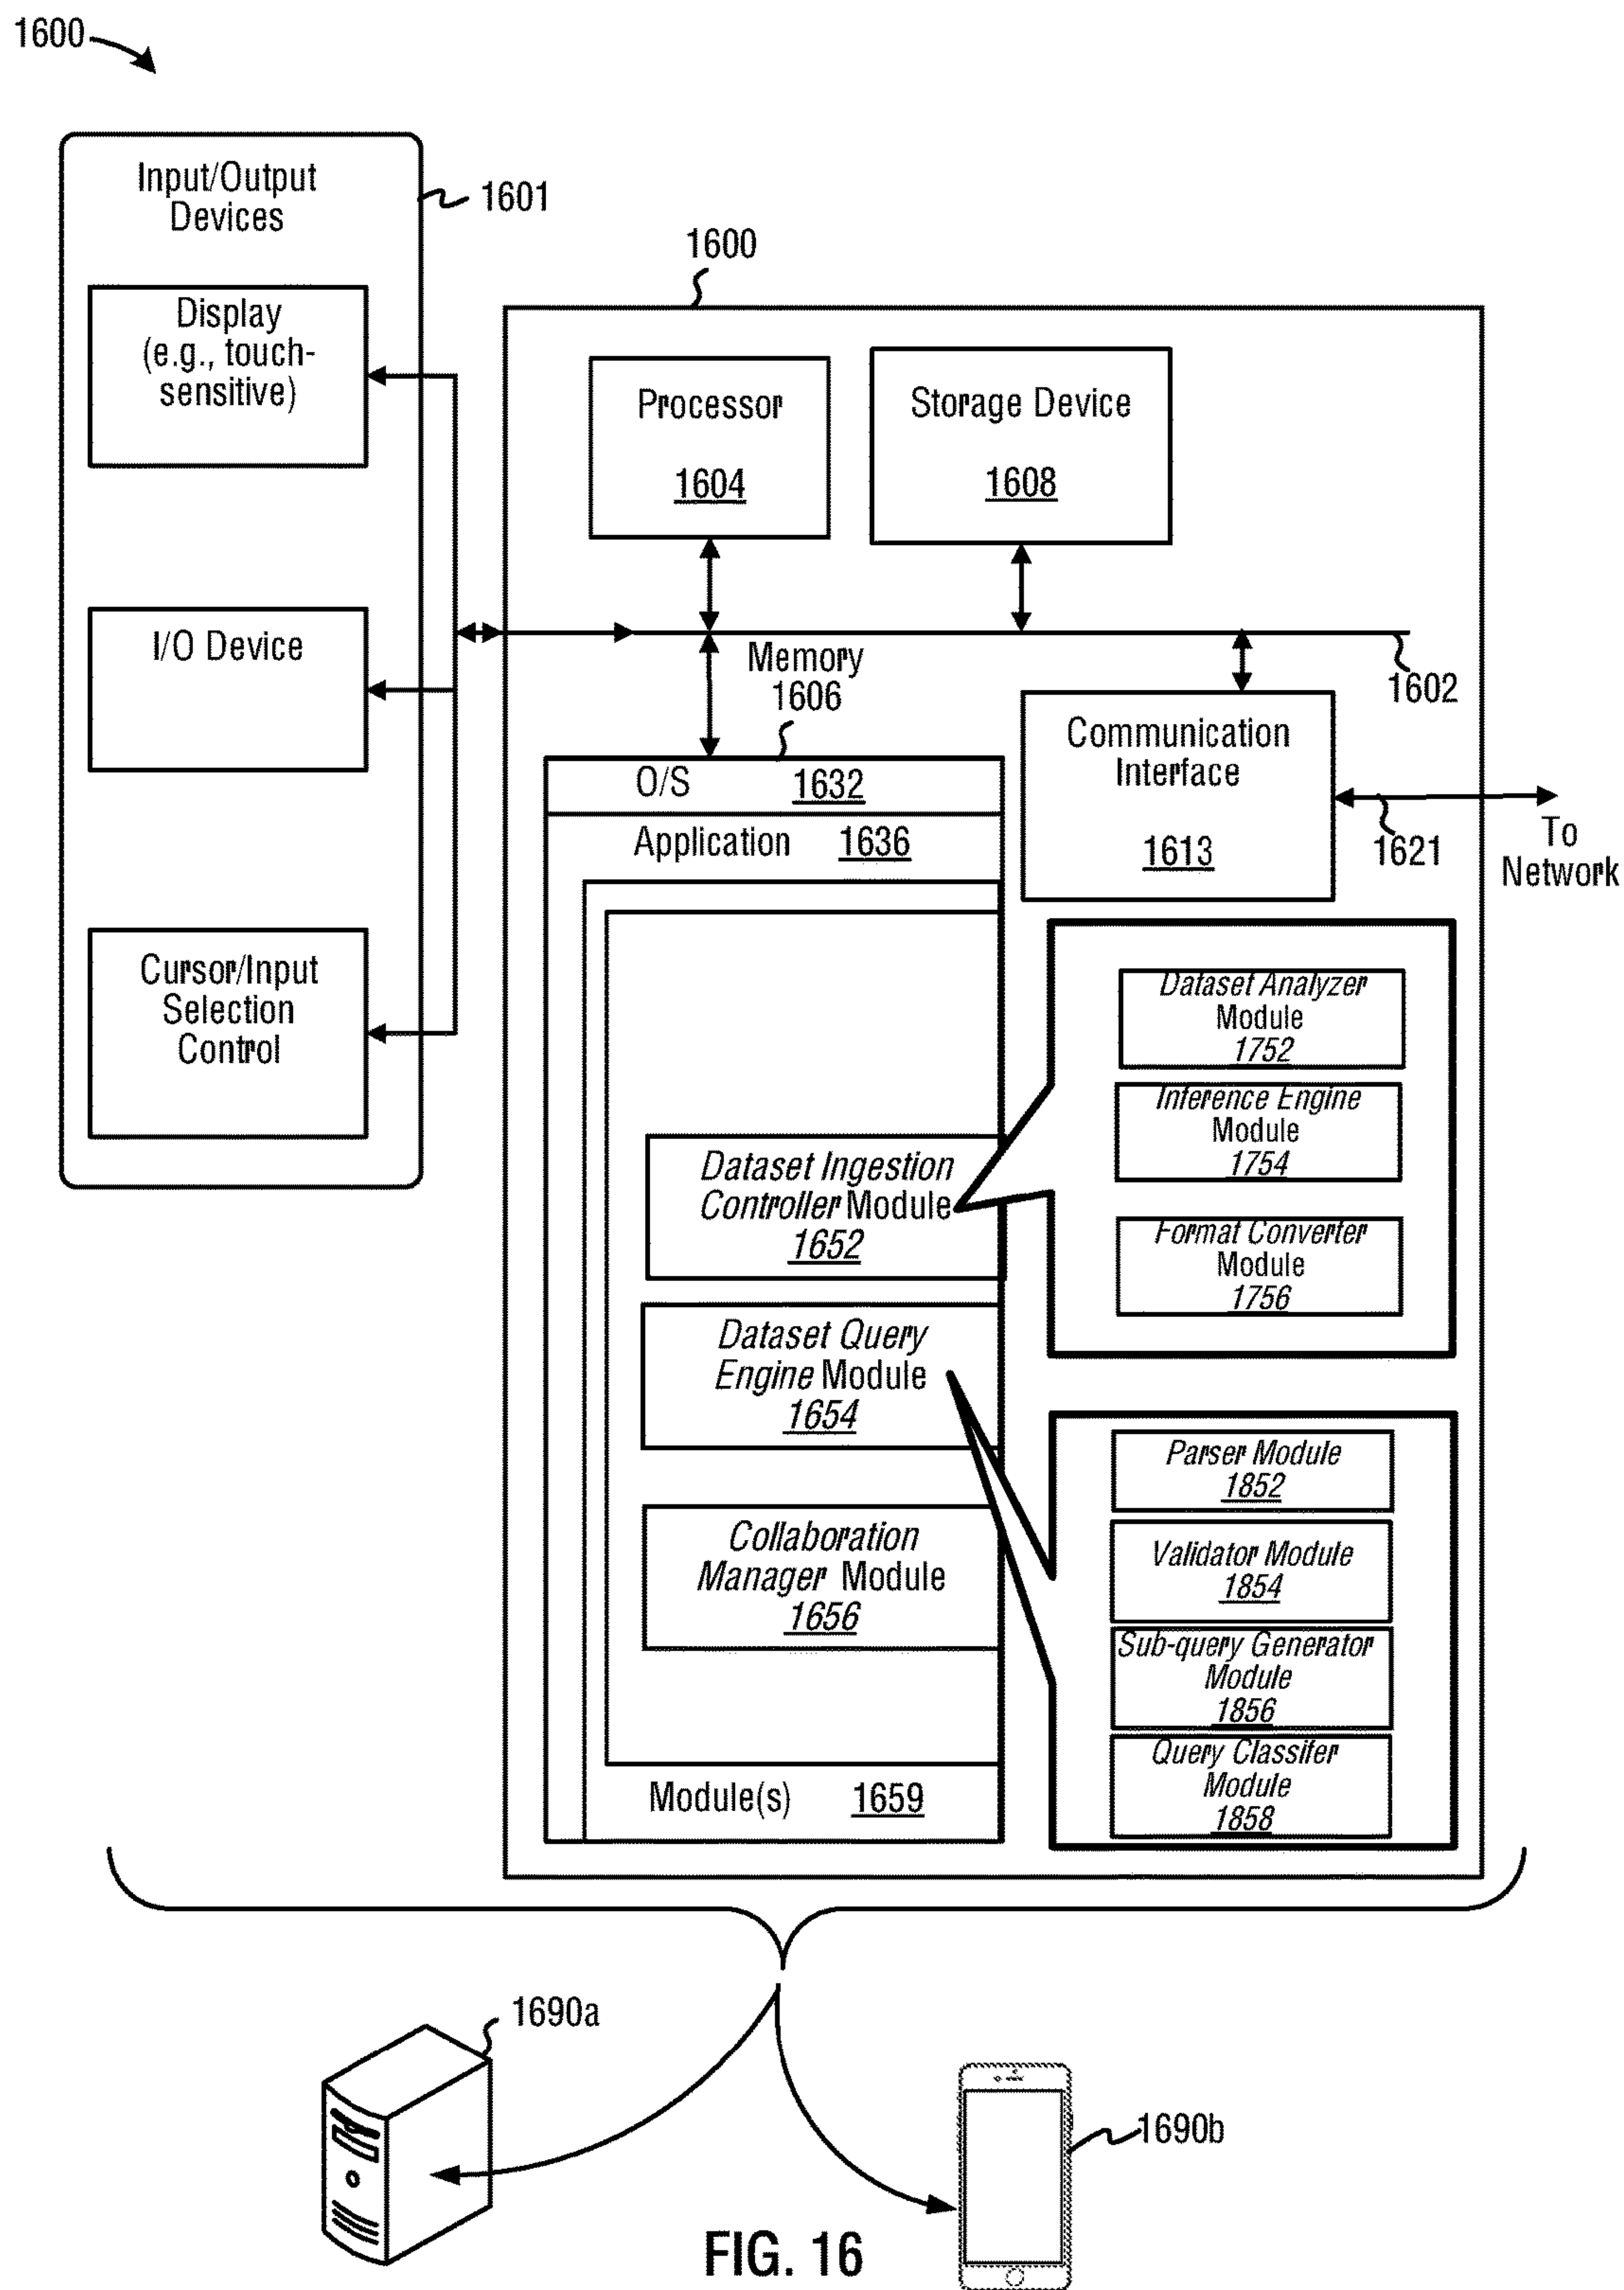 1600
Input/Output
Devices
1601
Display
(e.g., touch-
sensitive)
I/O Device
Cursor/Input
Selection
Control
1600
Processor
1604
Storage Device
1608
Memory
1606
1602
Communication
Interface
1613
1621
To
Network
O/S 1632
Application 1636
Dataset Ingestion
Controller Module
1652
Dataset Query
Engine Module
1654
Collaboration
Manager Module
1656
Module(s) 1659
Dataset Analyzer
Module
1752
Inference Engine
Module
1754
Format Converter
Module
1756
Parser Module
1852
Validator Module
1854
Sub-query Generator
Module
1856
Query Classifer
Module
1858
1690a
1690b
FIG. 16